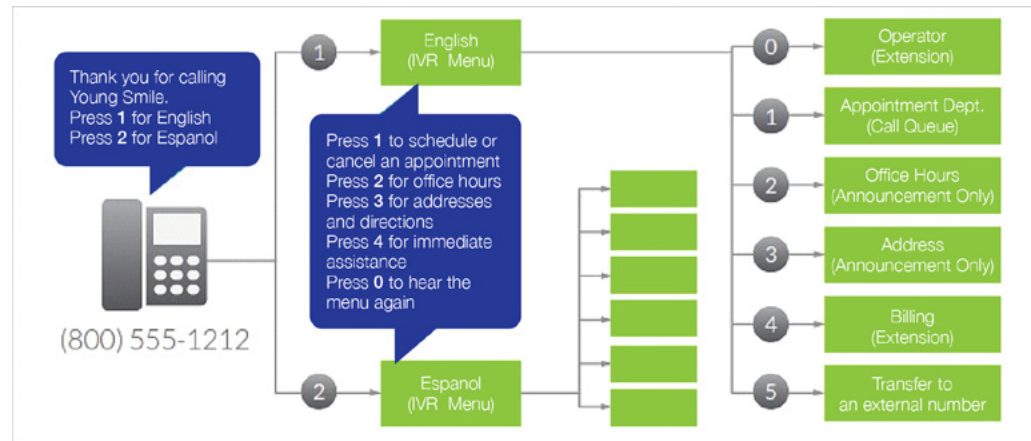 Thank you for calling
Young Smile.
Press 1 for English
Press 2 for Espanol
(800) 555-1212
1
English
(IVR Menu)
Press 1 to schedule or
cancel an appointment
Press 2 for office hours
Press 3 for addresses
and directions
Press 4 for immediate
assistance
Press 0 to hear the
menu again
2
Espanol
(IVR Menu)
0
Operator
(Extension)
1
Appointment Dept.
(Call Queue)
2
Office Hours
(Announcement Only)
3
Address
(Announcement Only)
4
Billing
(Extension)
5
Transfer to
an external number